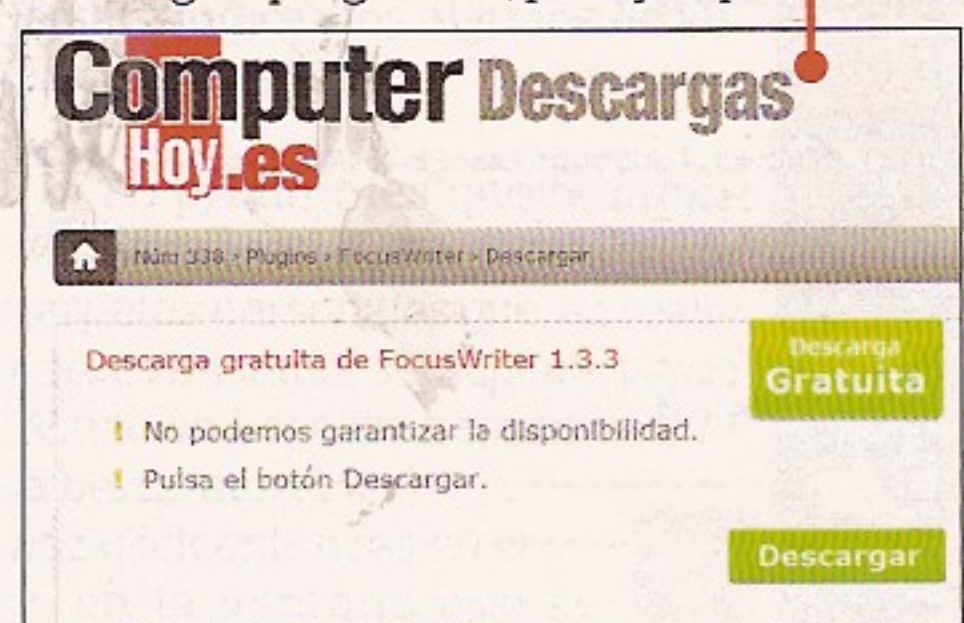 Computer Descargas
Hoy.es
Núm 338 > Plugins > FocusWriter > Descargar
Descarga gratuita de FocusWriter 1.3.3
Descarga
Gratuita
! No podemos garantizar la disponibilidad.
! Pulsa el botón Descargar.
Descargar